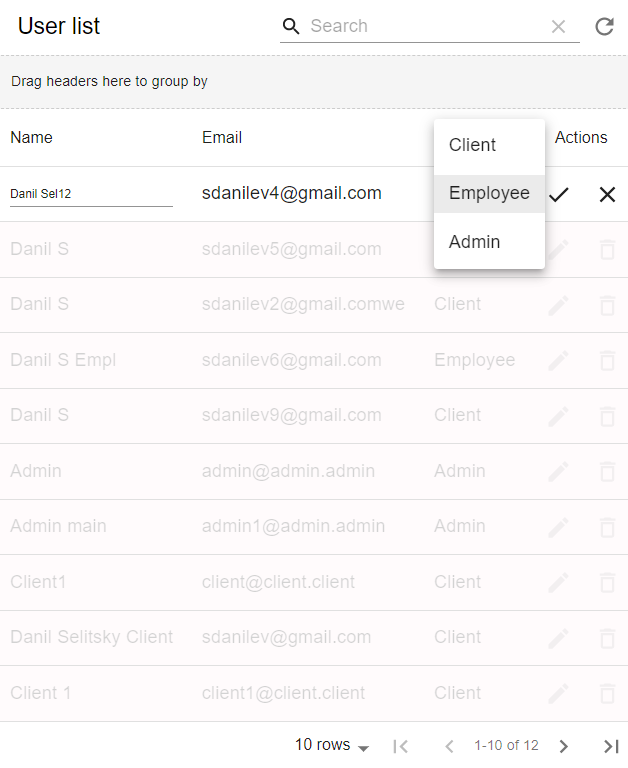 User list
Search
Drag headers here to group by
Name Email Actions
Client
Danil Sel12 sdanilev4@gmail.com Employee
Admin
Danil S sdanilev5@gmail.com
Danil S sdanilev2@gmail.comwe Client
Danil S Empl sdanilev6@gmail.com Employee
Danil S sdanilev9@gmail.com Client
Admin admin@admin.admin Admin
Admin main admin1@admin.admin Admin
Client1 client@client.client Client
Danil Selitsky Client sdanilev@gmail.com Client
Client 1 client1@client.client Client
10 rows 1-10 of 12